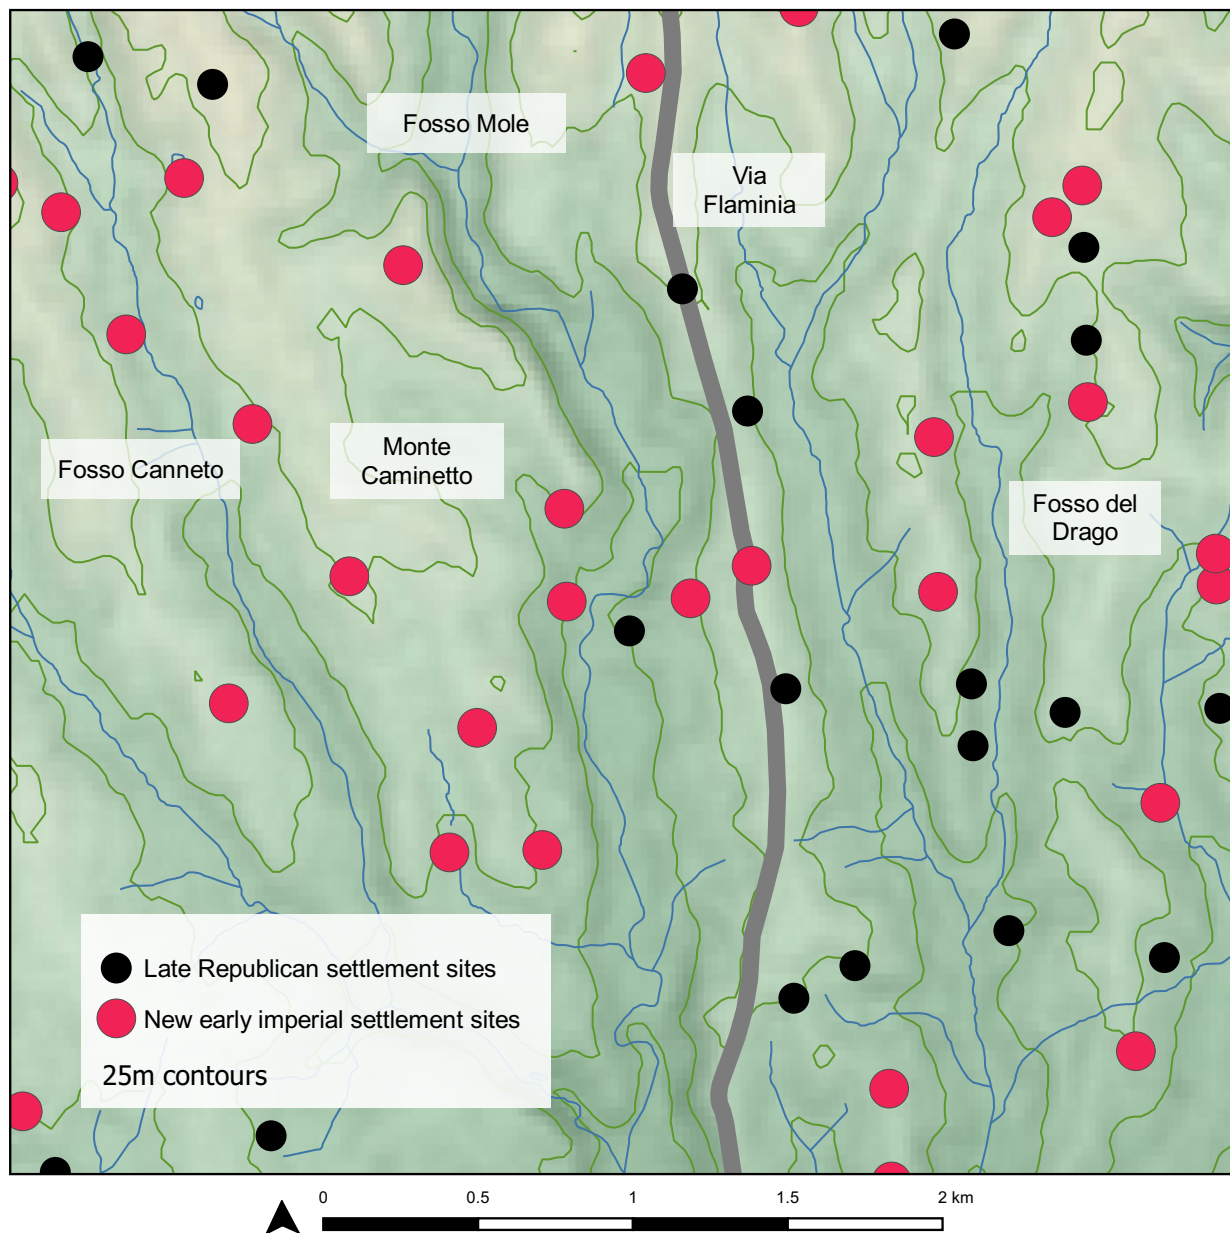 Fosso Mole
Via
Flaminia
Fosso Canneto
Monte
Caminetto
Fosso del
Drago
Late Republican settlement sites
New early imperial settlement sites
25m contours
0
0.5
1
1.5
2 km